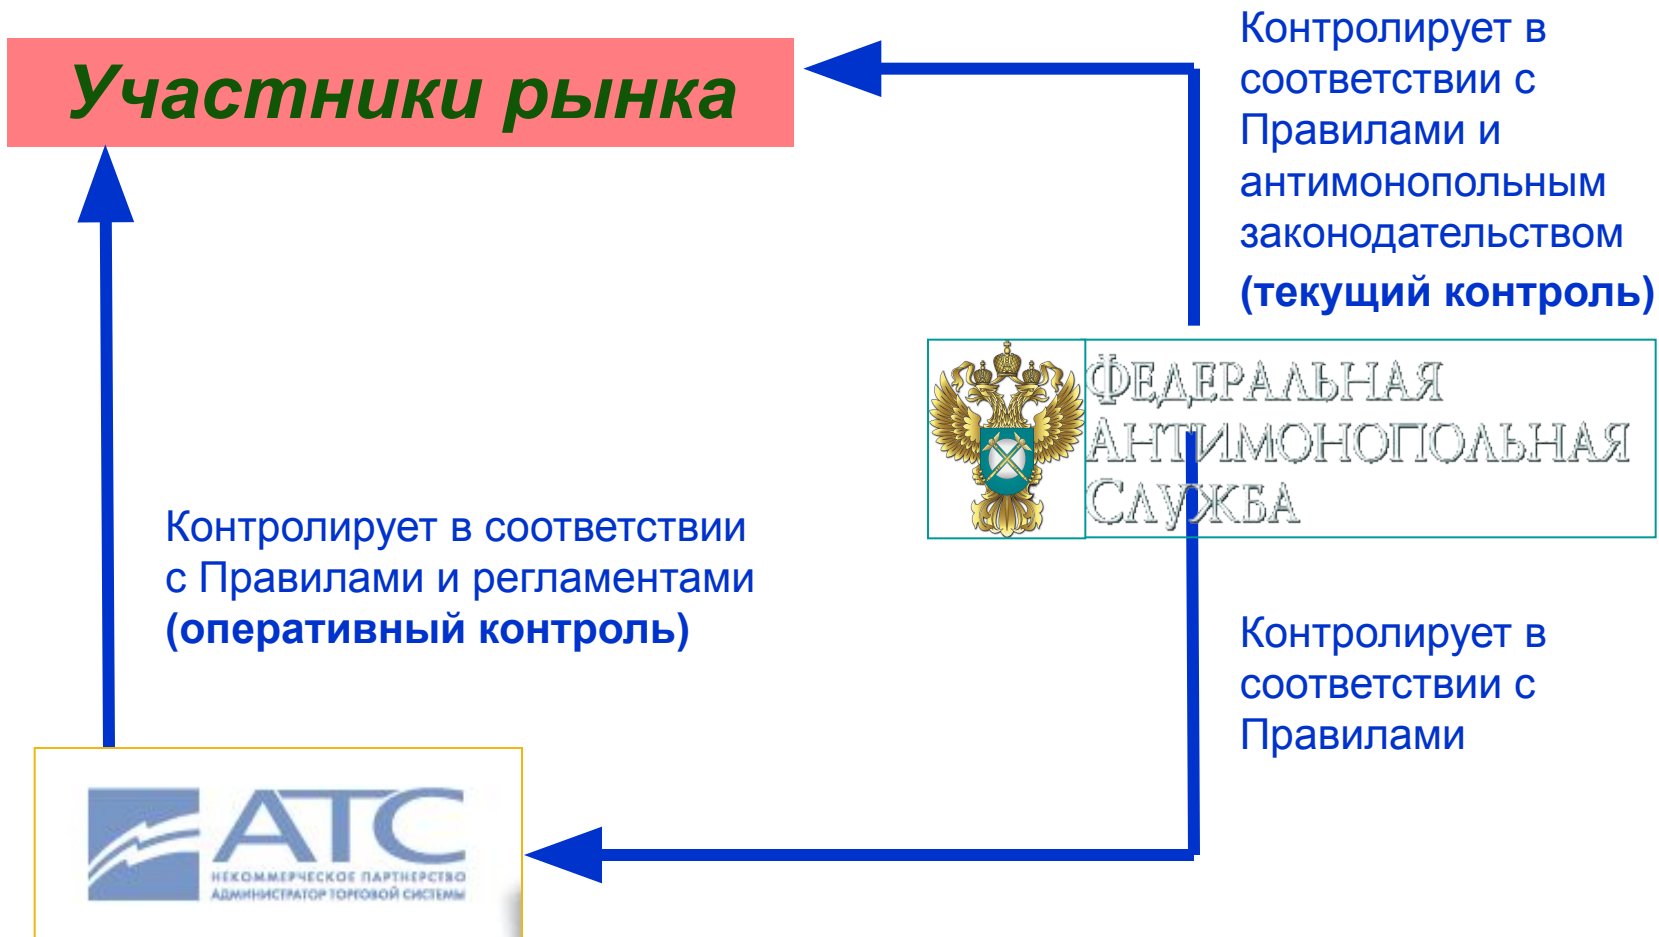 Участники рынка
Контролирует в
соответствии с
Правилами и
антимонопольным
законодательством
(текущий контроль)
Федеральная
Антимонопольная
Служба
Контролирует в соответствии
с Правилами и регламентами
(оперативный контроль)
Контролирует в
соответствии с
Правилами
АТС
НЕКОММЕРЧЕСКОЕ ПАРТНЕРСТВО
АДМИНИСТРАТОР ТОРГОВОЙ СИСТЕМЫ